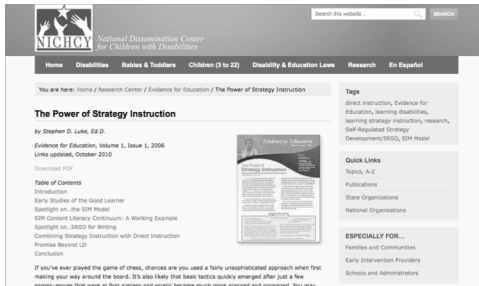 Search this website...
SEARCH
NICHCY
National Dissemination Center
for Children with Disabilities
Home Disabilities Babies & Toddlers Children (3 to 22) Disability & Education Laws Research En Español
You are here: Home / Research Center / Evidence for Education / The Power of Strategy Instruction
The Power of Strategy Instruction
by Stephen D. Luke, Ed.D.
Evidence for Education, Volume 1, Issue 1, 2006
Links updated, October 2010
Download PDF
Table of Contents
Introduction
Early Studies of the Good Learner
Spotlight on…the SIM Model
SIM Content Literacy Continuum: A Working Example
Spotlight on…SRSD for Writing
Combining Strategy Instruction with Direct Instruction
Promise Beyond LD
Conclusion
Evidence for Education
The Power of
Strategy Instruction
If you've ever played the game of chess, chances are you used a fairly unsophisticated approach when first
making your way around the board. It's also likely that basic tactics quickly emerged after just a few
games–moves that were at first aimless and erratic became much more planned and organized. You may
Tags
direct instruction, Evidence for
Education, learning disabilities,
learning strategy instruction, research,
Self-Regulated Strategy
Development/SRSD, SIM Model
Quick Links
Topics, A-Z
Publications
State Organizations
National Organizations
ESPECIALLY FOR...
Families and Communities
Early Intervention Providers
Schools and Administrators